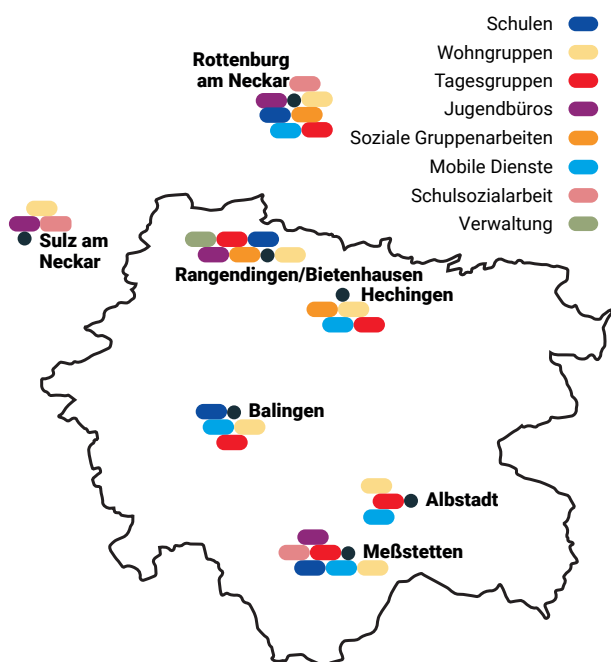 Schulen
Wohngruppen
Tagesgruppen
Jugendbüros
Soziale Gruppenarbeiten
Mobile Dienste
Schulsozialarbeit
Verwaltung
Rottenburg
am Neckar
Sulz am
Neckar
Rangendingen/Bietenhausen
Hechingen
Balingen
Albstadt
Meßstetten